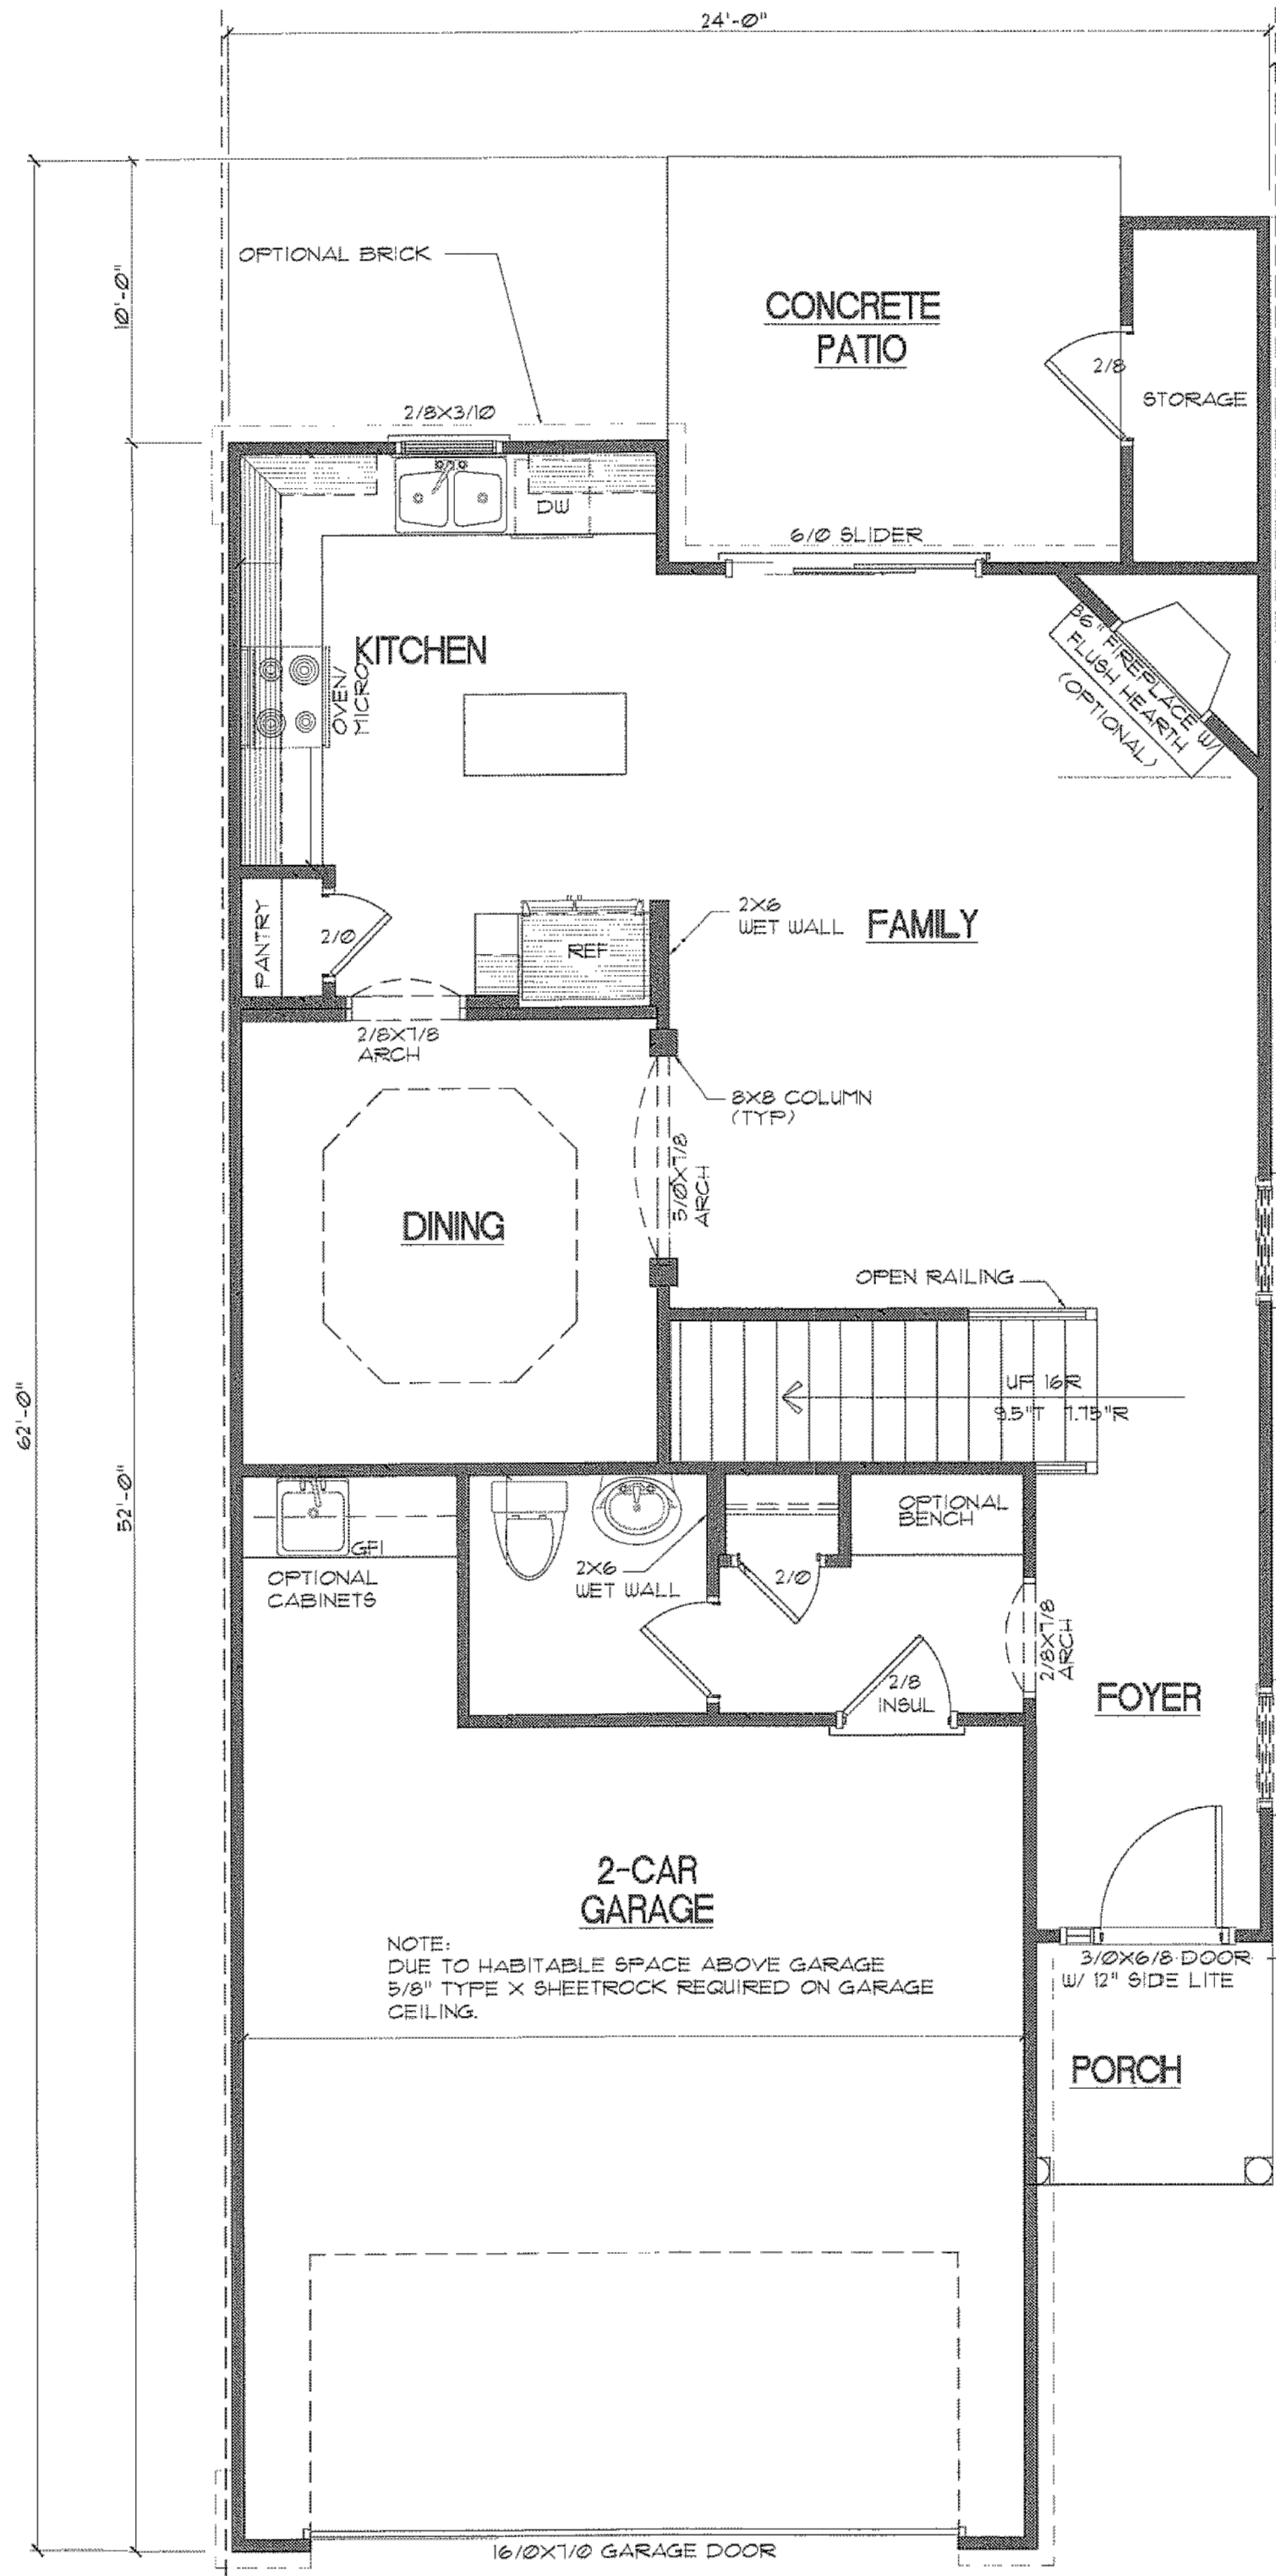 24'-0"
10'-0"
OPTIONAL BRICK
CONCRETE
PATIO
2/8
STORAGE
2/8X3/10
DW
6/0 SLIDER
KITCHEN
OVEN/
MICRO
36" FIREPLACE W/
FLUSH HEARTH
(OPTIONAL)
PANTRY
2/0
REF
2X6
WET WALL
FAMILY
2/8X7/8
ARCH
8X8 COLUMN
(TYP)
5/0X7/8
ARCH
DINING
OPEN RAILING
UP 16R
9.5"T 7.75"R
62'-0"
52'-0"
GFI
OPTIONAL
CABINETS
2X6
WET WALL
2/0
OPTIONAL
BENCH
2/8X7/8
ARCH
2/8
INSUL
FOYER
2-CAR
GARAGE
NOTE:
DUE TO HABITABLE SPACE ABOVE GARAGE
5/8" TYPE X SHEETROCK REQUIRED ON GARAGE
CEILING.
3/0X6/8 DOOR
W/ 12" SIDE LITE
PORCH
16/0X7/0 GARAGE DOOR